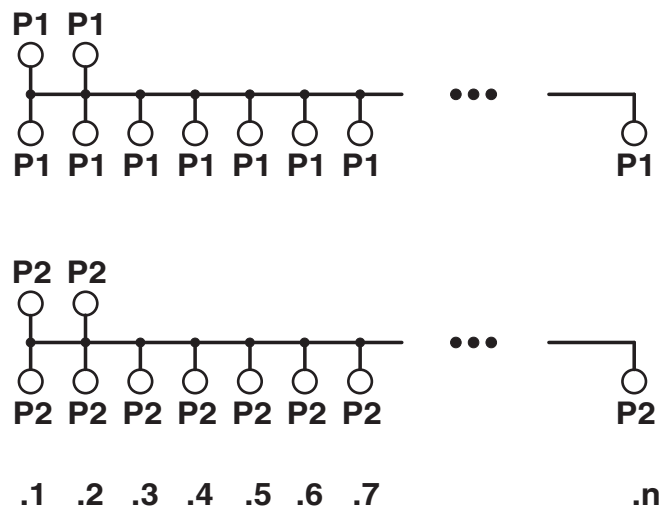 P1 P1
P1 P1 P1 P1 P1 P1 P1 P1
P2 P2
P2 P2 P2 P2 P2 P2 P2 P2
.1 .2 .3 .4 .5 .6 .7 .n